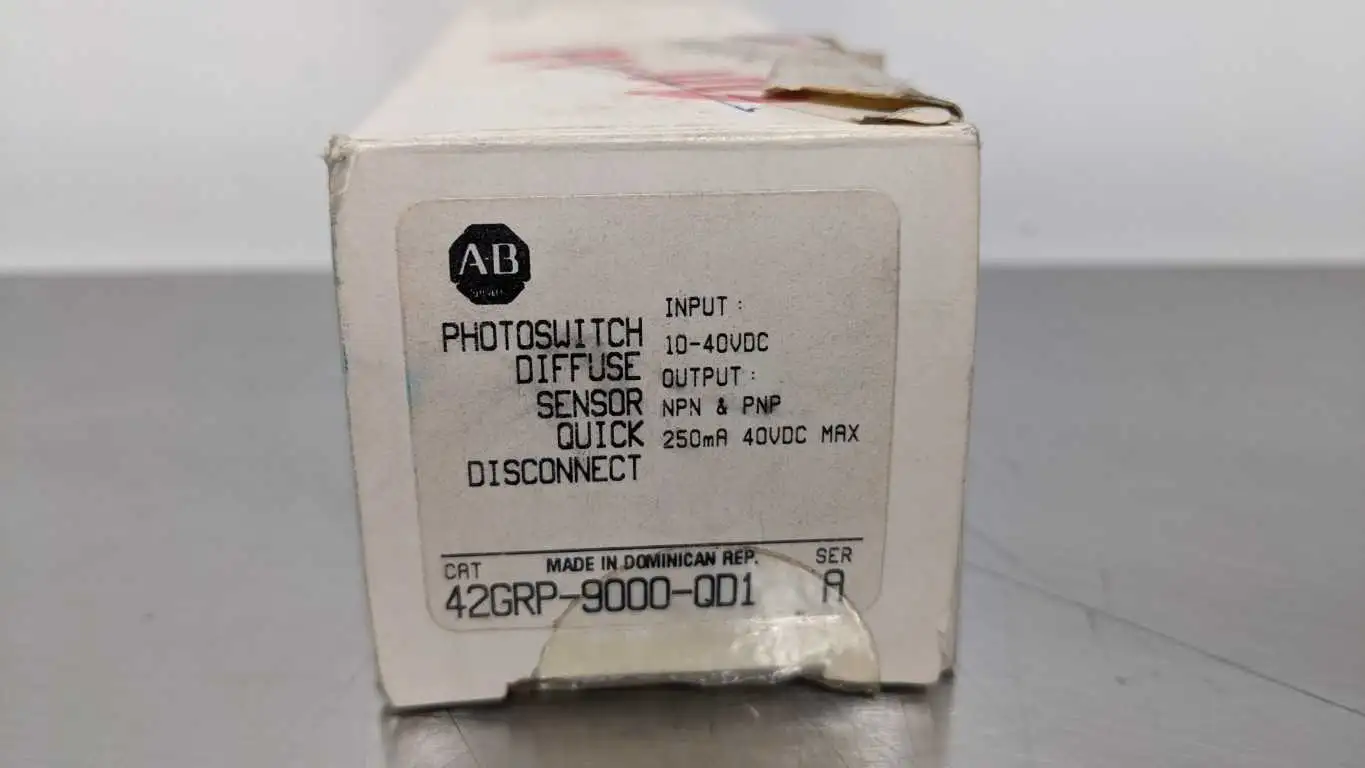 A-B
PHOTOSWITCH
DIFFUSE
SENSOR
QUICK
DISCONNECT
INPUT :
10-40VDC
OUTPUT :
NPN & PNP
250mA 40VDC MAX
MADE IN DOMINICAN REP.
CAT
SER
42GRP-9000-QD1
A